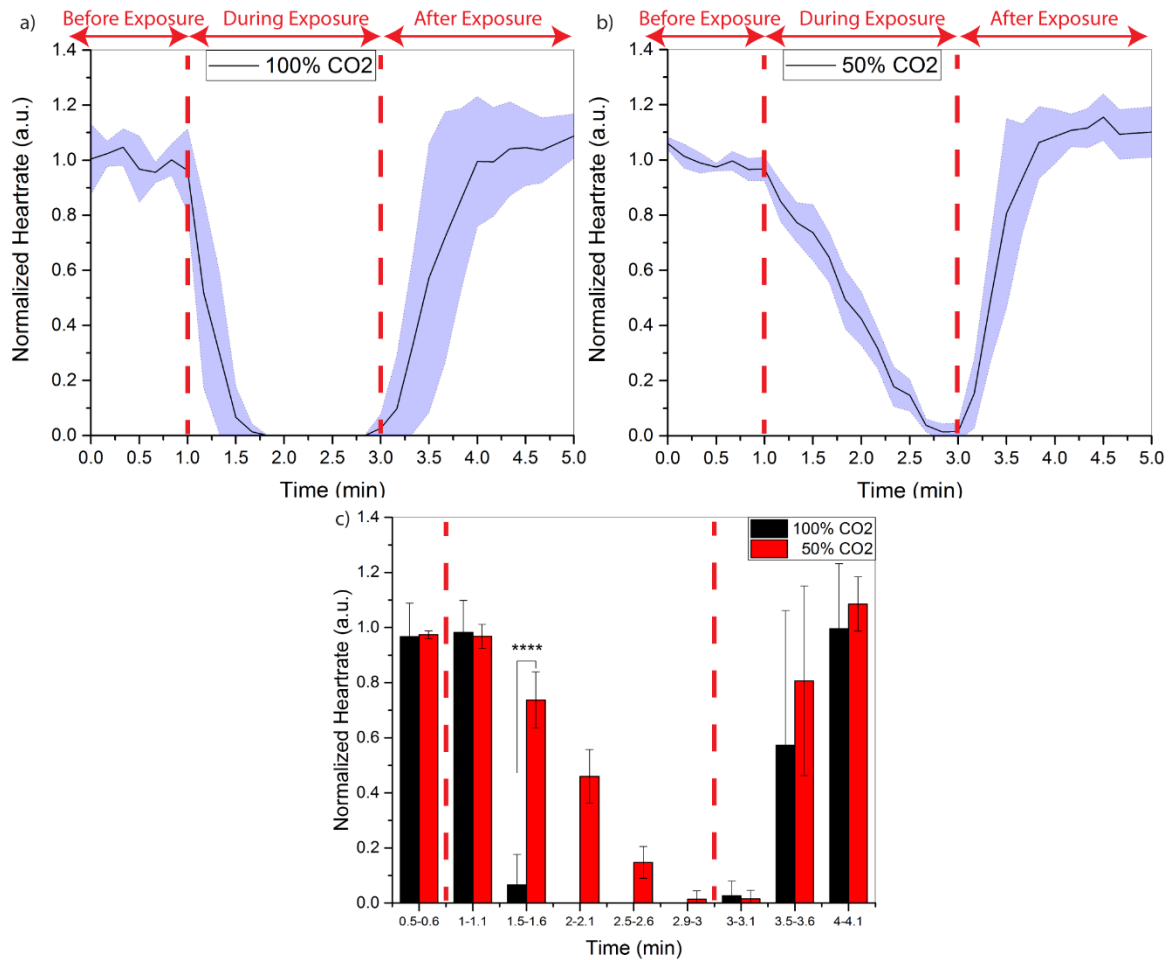 a)
Before Exposure During Exposure After Exposure
100% CO2
Normalized Heartrate (a.u.)
1.4
1.2
1.0
0.8
0.6
0.4
0.2
0.0
0.0 0.5 1.0 1.5 2.0 2.5 3.0 3.5 4.0 4.5 5.0
Time (min)
b)
Before Exposure During Exposure After Exposure
50% CO2
Normalized Heartrate (a.u.)
1.4
1.2
1.0
0.8
0.6
0.4
0.2
0.0
0.0 0.5 1.0 1.5 2.0 2.5 3.0 3.5 4.0 4.5 5.0
Time (min)
c)
100% CO2
50% CO2
Normalized Heartrate (a.u.)
1.4
1.2
1.0
0.8
0.6
0.4
0.2
0.0
****
0.5-0.6 1-1.1 1.5-1.6 2-2.1 2.5-2.6 2.9-3 3-3.1 3.5-3.6 4-4.1
Time (min)